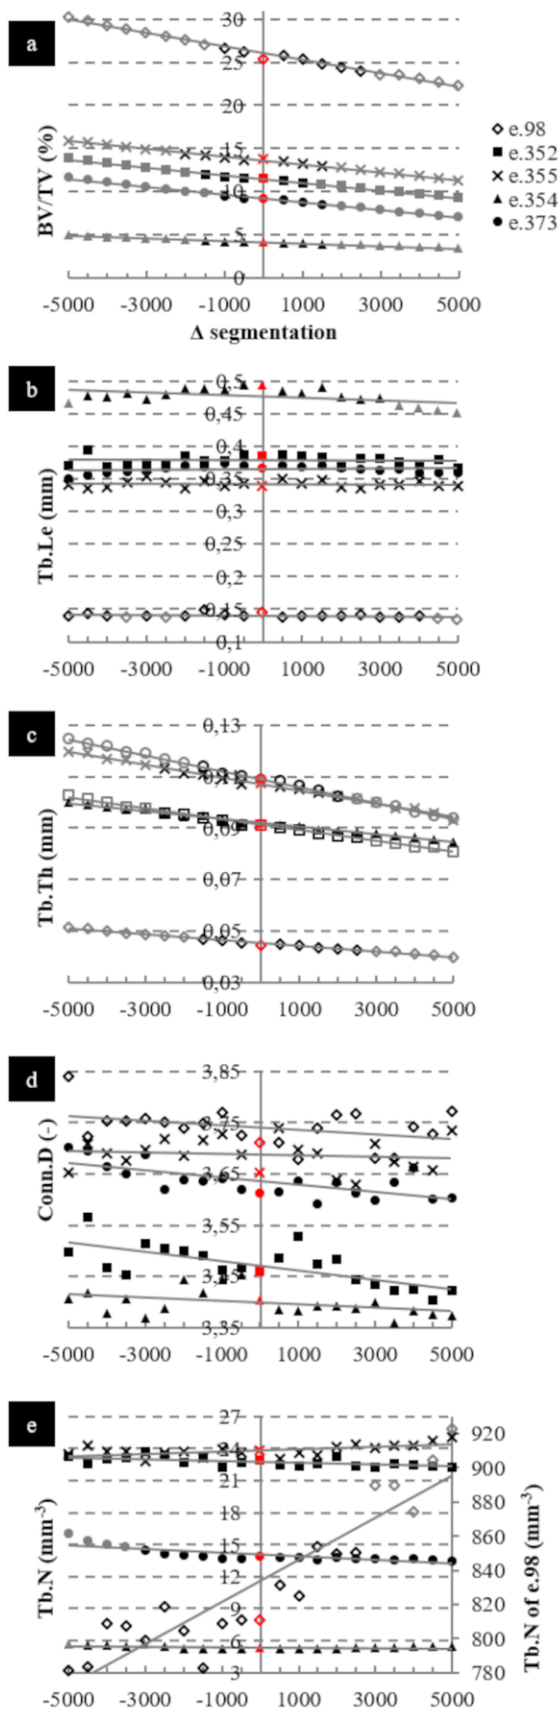 a
30
25
20
15
10
5
0
BV/TV (%)
-5000 -3000 -1000 1000 3000 5000
Δ segmentation
e.98
e.352
e.355
e.354
e.373
b
0,5
0,45
0,4
0,35
0,3
0,25
0,2
0,15
0,1
Tb.Le (mm)
-5000 -3000 -1000 1000 3000 5000
c
0,13
0,11
0,09
0,07
0,05
0,03
Tb.Th (mm)
-5000 -3000 -1000 1000 3000 5000
d
3,85
3,75
3,65
3,55
3,45
3,35
Conn.D (-)
-5000 -3000 -1000 1000 3000 5000
e
27
24
21
18
15
12
9
6
3
Tb.N (mm-3)
920
900
880
860
840
820
800
780
Tb.N of e.98 (mm-3)
-5000 -3000 -1000 1000 3000 5000